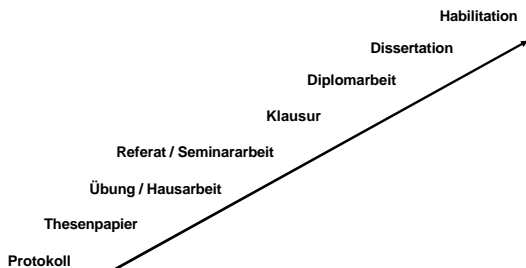 Habilitation
Dissertation
Diplomarbeit
Klausur
Referat / Seminararbeit
Übung / Hausarbeit
Thesenpapier
Protokoll